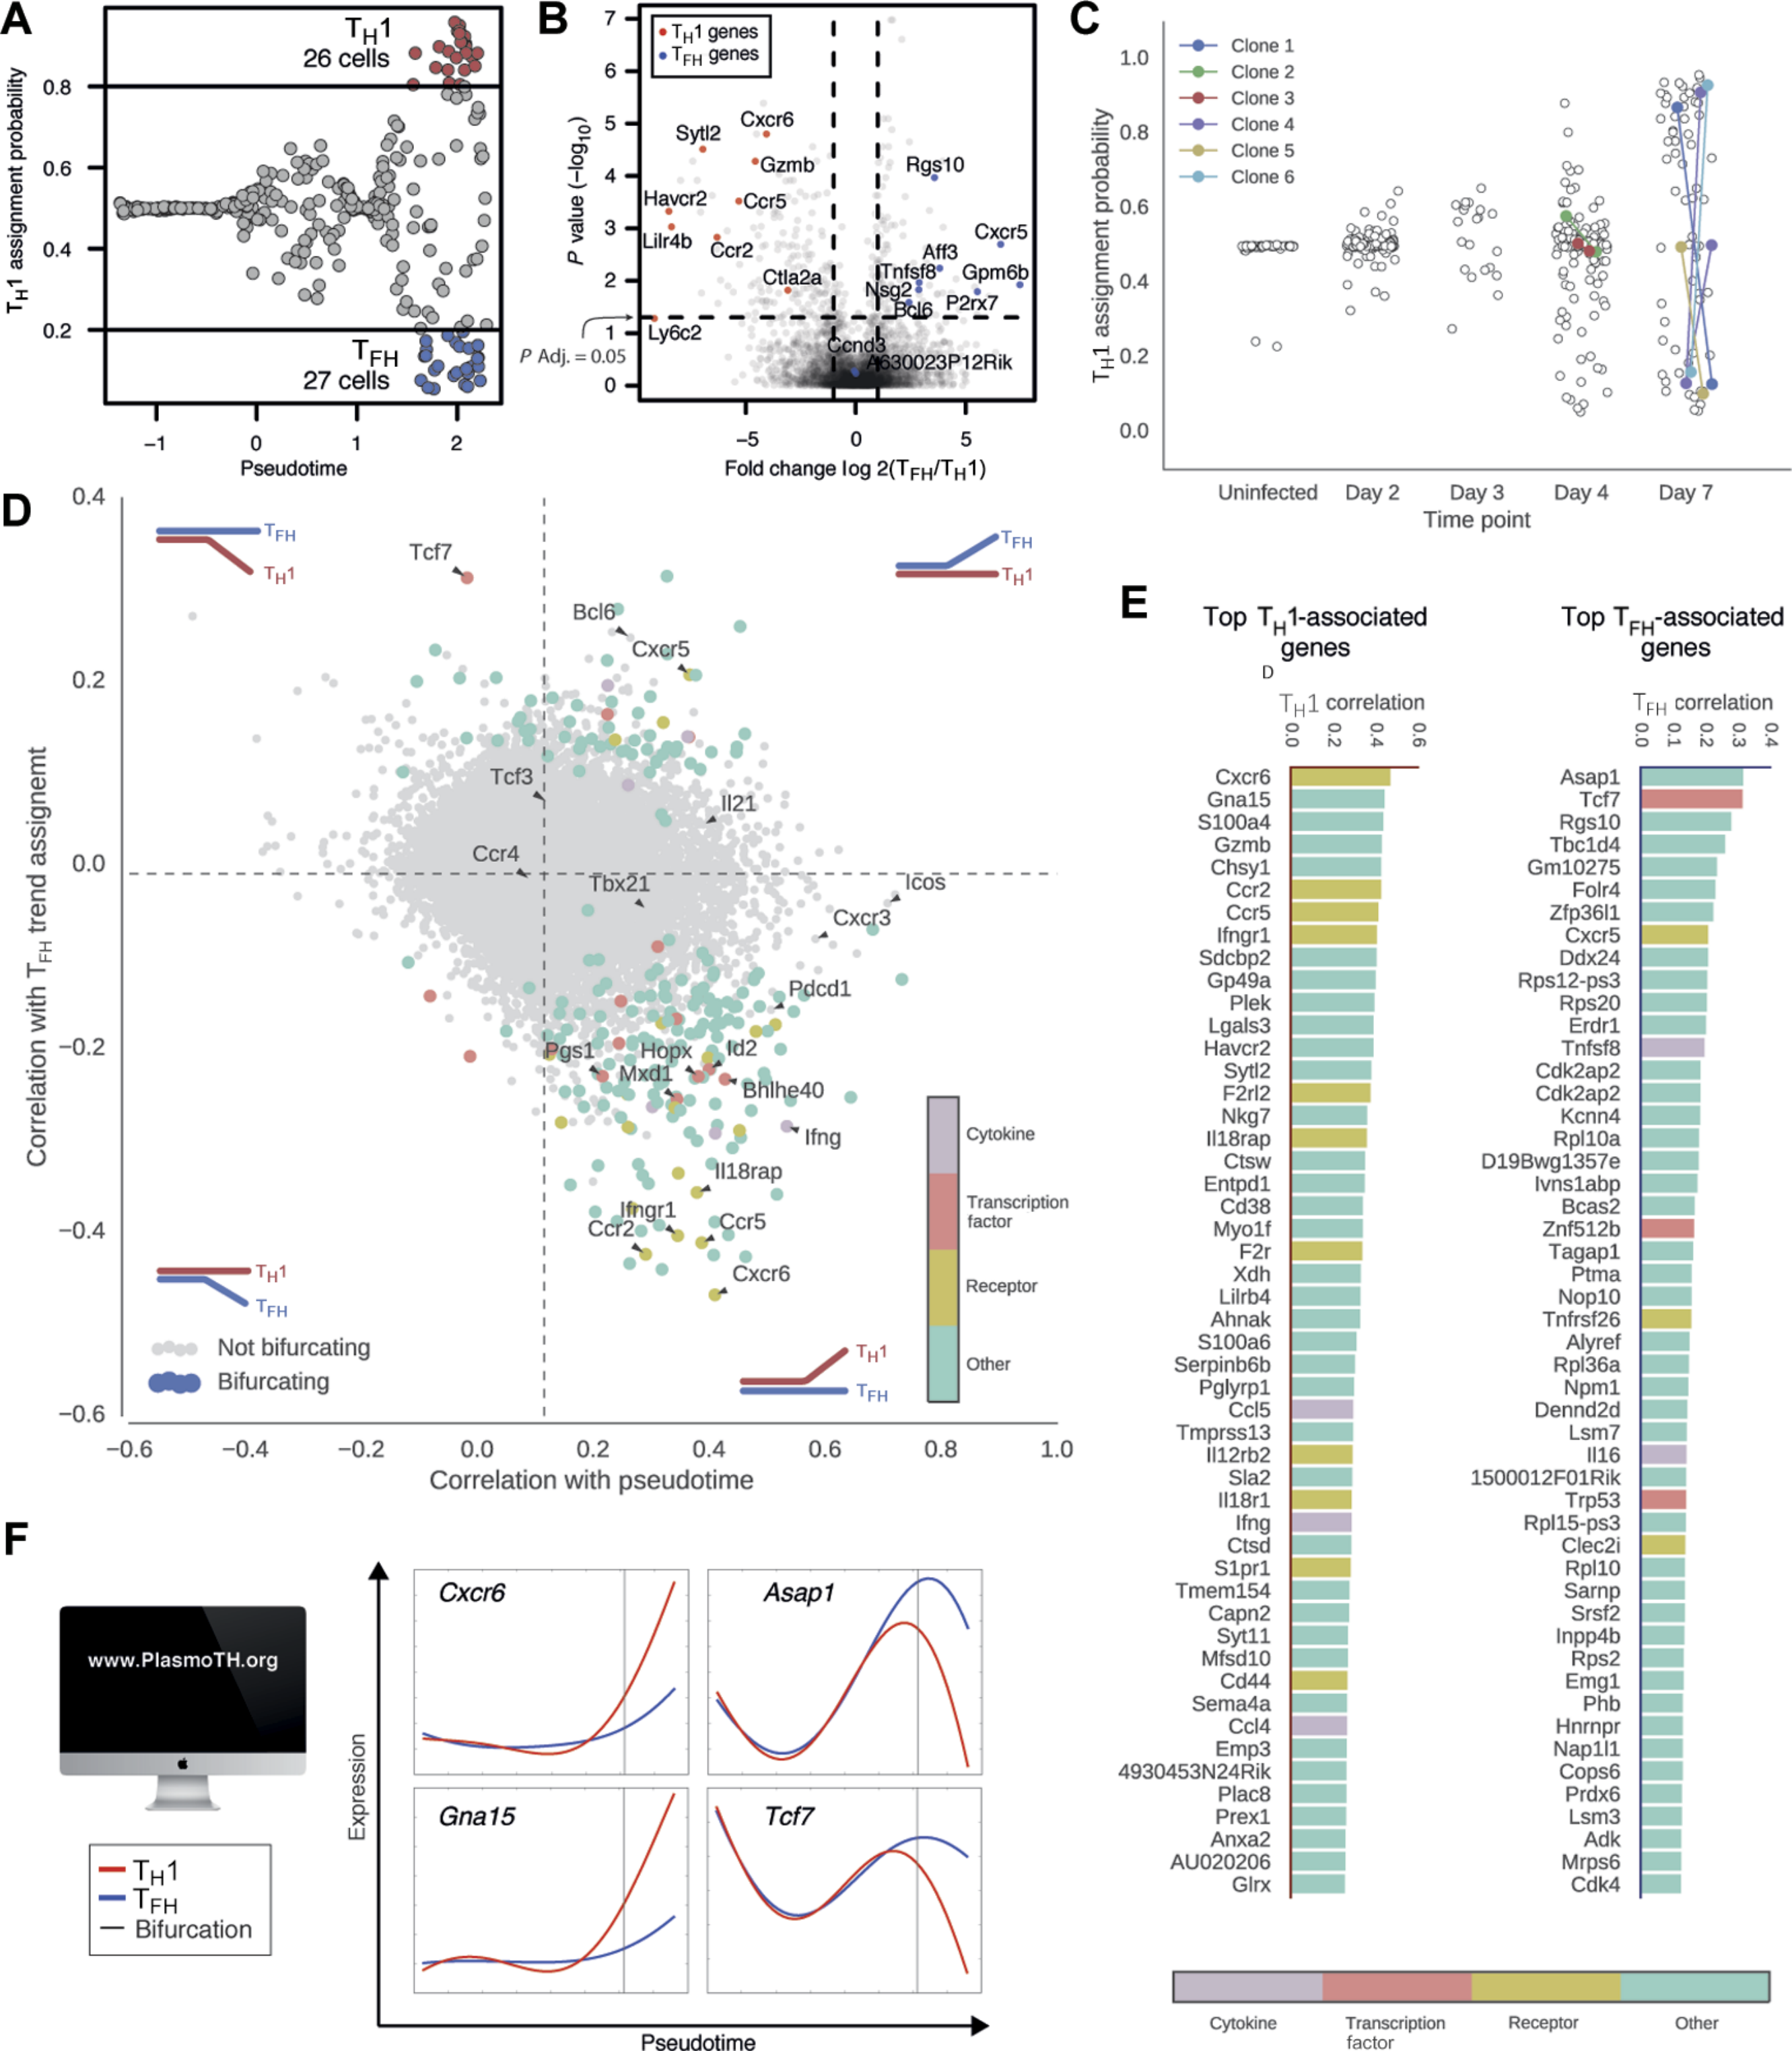 A
TH1
26 cells
TFH
27 cells
TH1 assignment probability
0.8
0.6
0.4
0.2
−1
0
1
2
Pseudotime
B
TH1 genes
TFH genes
P value (−log10)
7
6
5
4
3
2
1
0
P Adj. = 0.05
Cxcr6
Sytl2
Gzmb
Rgs10
Havcr2
Ccr5
Lilr4b
Ccr2
Cxcr5
Aff3
Ctla2a
Tnfsf8
Gpm6b
Nsg2
P2rx7
Bcl6
Ly6c2
Ccnd3
A630023P12Rik
−5
0
5
Fold change log 2(TFH/TH1)
C
Clone 1
Clone 2
Clone 3
Clone 4
Clone 5
Clone 6
TH1 assignment probability
1.0
0.8
0.6
0.4
0.2
0.0
Uninfected
Day 2
Day 3
Day 4
Day 7
Time point
D
Correlation with TFH trend assignemt
0.4
0.2
0.0
−0.2
−0.4
−0.6
TFH
TH1
TFH
TH1
Tcf7
Bcl6
Cxcr5
Tcf3
Il21
Ccr4
Tbx21
Icos
Cxcr3
Pdcd1
Pgs1
Hopx
Id2
Mxd1
Bhlhe40
Ifng
Il18rap
Ifngr1
Ccr2
Ccr5
Cxcr6
TH1
TFH
Not bifurcating
Bifurcating
TH1
TFH
Cytokine
Transcription
factor
Receptor
Other
−0.6
−0.4
−0.2
0.0
0.2
0.4
0.6
0.8
1.0
Correlation with pseudotime
E
Top TH1-associated
genes
D
TH1 correlation
0.0
0.2
0.4
0.6
Cxcr6
Gna15
S100a4
Gzmb
Chsy1
Ccr2
Ccr5
Ifngr1
Sdcbp2
Gp49a
Plek
Lgals3
Havcr2
Sytl2
F2rl2
Nkg7
Il18rap
Ctsw
Entpd1
Cd38
Myo1f
F2r
Xdh
Lilrb4
Ahnak
S100a6
Serpinb6b
Pglyrp1
Ccl5
Tmprss13
Il12rb2
Sla2
Il18r1
Ifng
Ctsd
S1pr1
Tmem154
Capn2
Syt11
Mfsd10
Cd44
Sema4a
Ccl4
Emp3
4930453N24Rik
Plac8
Prex1
Anxa2
AU020206
Glrx
Top TFH-associated
genes
TFH correlation
0.0
0.1
0.2
0.3
0.4
Asap1
Tcf7
Rgs10
Tbc1d4
Gm10275
Folr4
Zfp36l1
Cxcr5
Ddx24
Rps12-ps3
Rps20
Erdr1
Tnfsf8
Cdk2ap2
Cdk2ap2
Kcnn4
Rpl10a
D19Bwg1357e
Ivns1abp
Bcas2
Znf512b
Tagap1
Ptma
Nop10
Tnfrsf26
Alyref
Rpl36a
Npm1
Dennd2d
Lsm7
Il16
1500012F01Rik
Trp53
Rpl15-ps3
Clec2i
Rpl10
Sarnp
Srsf2
Inpp4b
Rps2
Emg1
Phb
Hnrnpr
Nap1l1
Cops6
Prdx6
Lsm3
Adk
Mrps6
Cdk4
Cytokine
Transcription
factor
Receptor
Other
F
www.PlasmoTH.org
TH1
TFH
Bifurcation
Expression
Cxcr6
Asap1
Gna15
Tcf7
Pseudotime